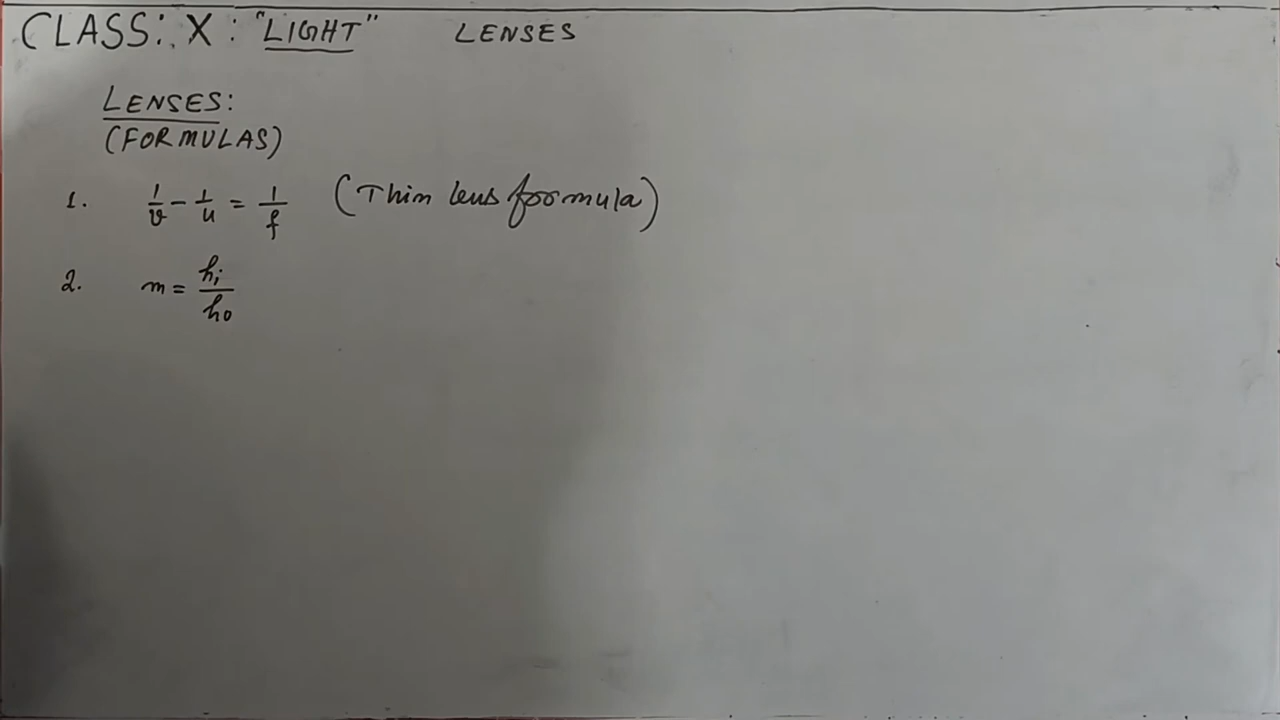 CLASS: X: "LIGHT" LENSES
LENSES:
(FORMULAS)
1. 1/v - 1/u = 1/f (Thin lens formula)
2. m = hi/ho